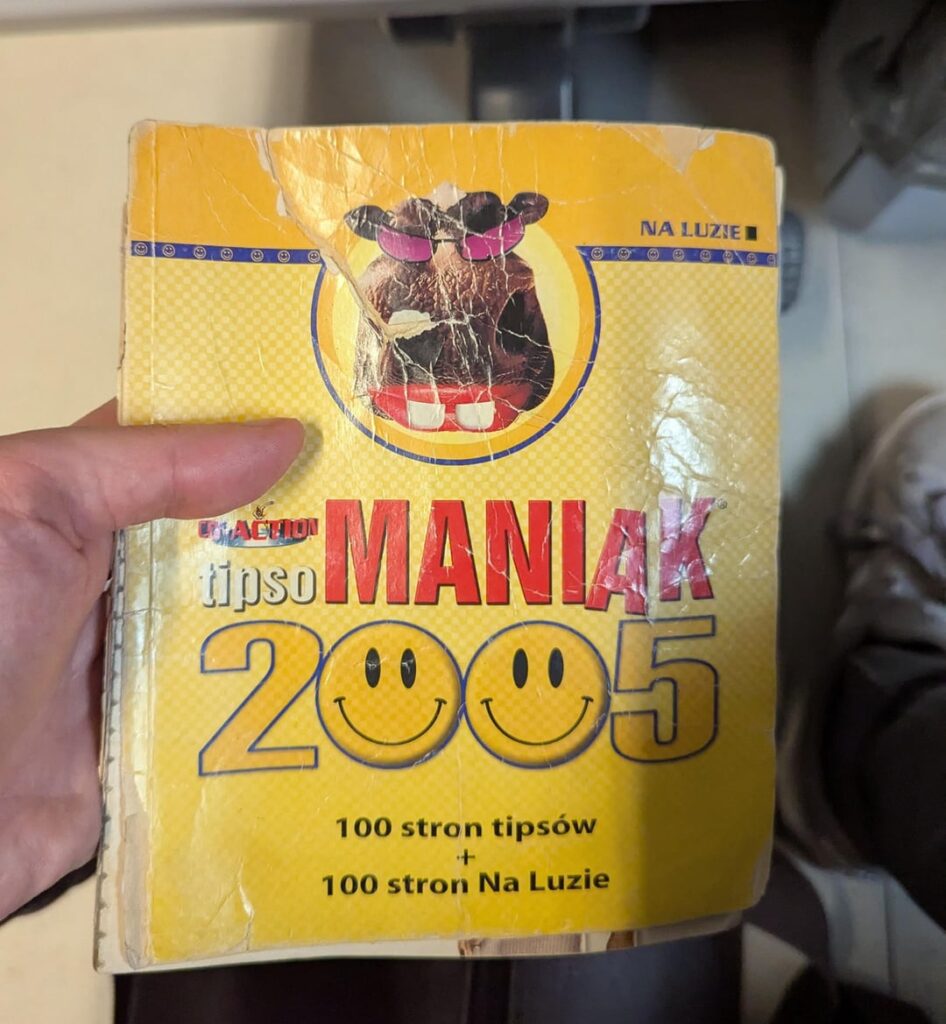 NA LUZIE
CD-ACTION
tipso MANIAK®
2005
100 stron tipsów
+
100 stron Na Luzie